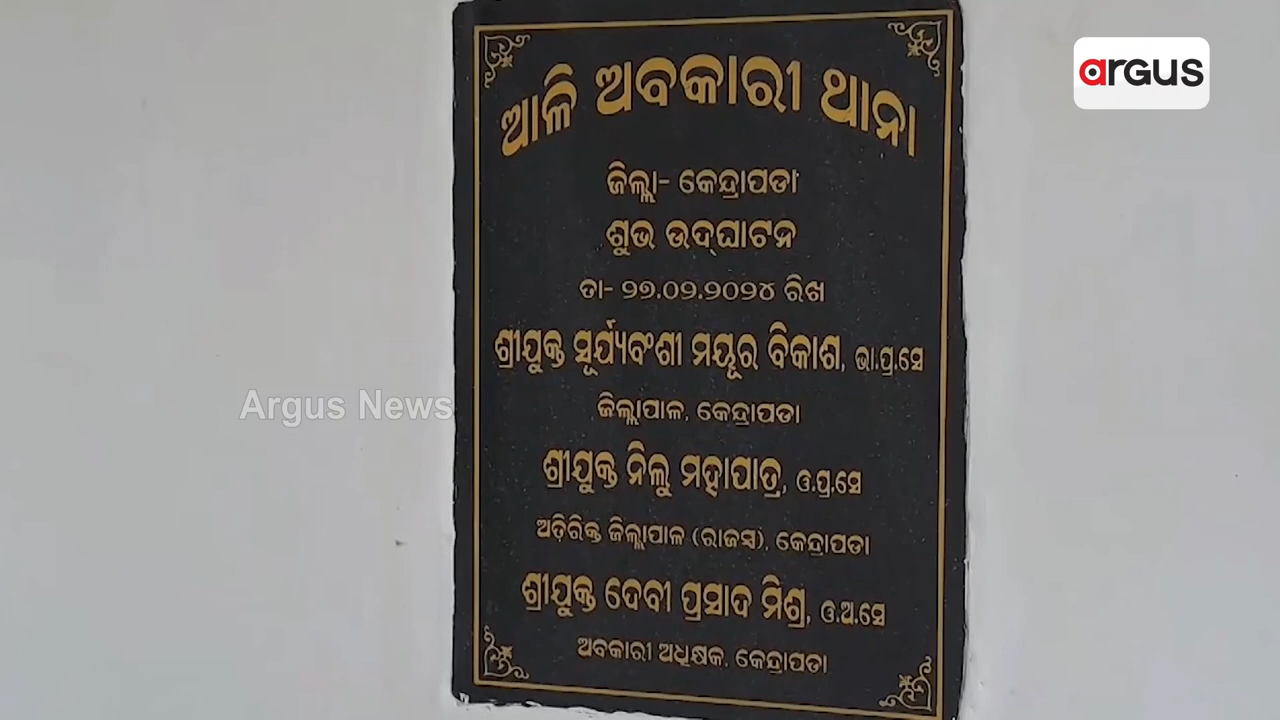 ARGUS
ଆଳି ଅବକାରୀ ଥାନା
ଜିଲ୍ଲା- କେନ୍ଦ୍ରାପଡା
ଶୁଭ ଉଦ୍‌ଘାଟନ
ତା- ୨୭.୦୨.୨୦୨୪ ରିଖ
ଶ୍ରୀଯୁକ୍ତ ସୂର୍ଯ୍ୟବଂଶୀ ମୟୂର ବିକାଶ, ଭା.ପ୍ର.ସେ
Argus News
ଜିଲ୍ଲାପାଳ, କେନ୍ଦ୍ରାପଡା
ଶ୍ରୀଯୁକ୍ତ ନିଲୁ ମହାପାତ୍ର, ଓ.ପ୍ର.ସେ
ଅତିରିକ୍ତ ଜିଲ୍ଲାପାଳ (ରାଜସ୍ୱ), କେନ୍ଦ୍ରାପଡା
ଶ୍ରୀଯୁକ୍ତ ଦେବୀ ପ୍ରସାଦ ମିଶ୍ର, ଓ.ଅ.ସେ
ଅବକାରୀ ଅଧିକ୍ଷକ, କେନ୍ଦ୍ରାପଡା